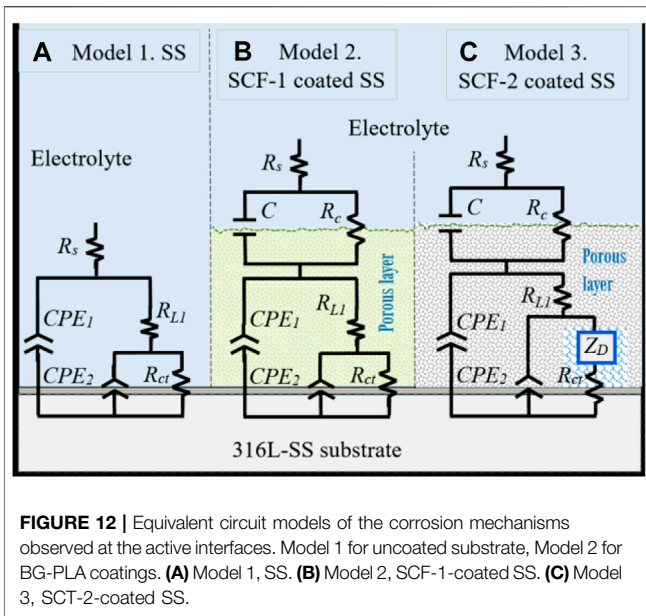 A Model 1. SS
B Model 2.
SCF-1 coated SS
C Model 3.
SCF-2 coated SS
Electrolyte
Electrolyte
Rs
CPE1
RL1
CPE2
Rct
Rs
C
Rc
CPE1
RL1
CPE2
Rct
Porous layer
Rs
C
Rc
Porous
layer
RL1
CPE1
ZD
CPE2
Rct
316L-SS substrate
FIGURE 12 | Equivalent circuit models of the corrosion mechanisms
observed at the active interfaces. Model 1 for uncoated substrate, Model 2 for
BG-PLA coatings. (A) Model 1, SS. (B) Model 2, SCF-1-coated SS. (C) Model
3, SCT-2-coated SS.